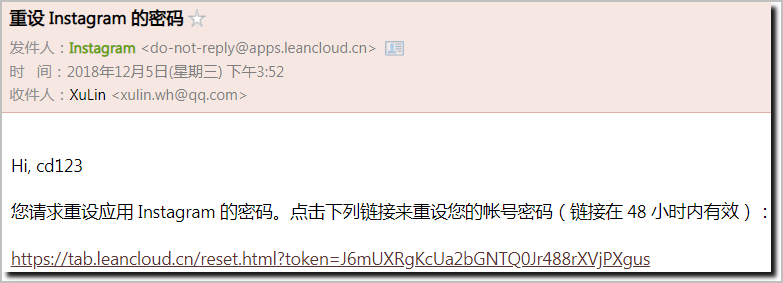 重设 Instagram 的密码
发件人：Instagram <do-not-reply@apps.leancloud.cn>
时 间：2018年12月5日(星期三) 下午3:52
收件人：XuLin <xulin.wh@qq.com>
Hi, cd123
您请求重设应用 Instagram 的密码。点击下列链接来重设您的帐号密码（链接在 48 小时内有效）：
https://tab.leancloud.cn/reset.html?token=J6mUXRgKcUa2bGNTQ0Jr488rXVjPXgus